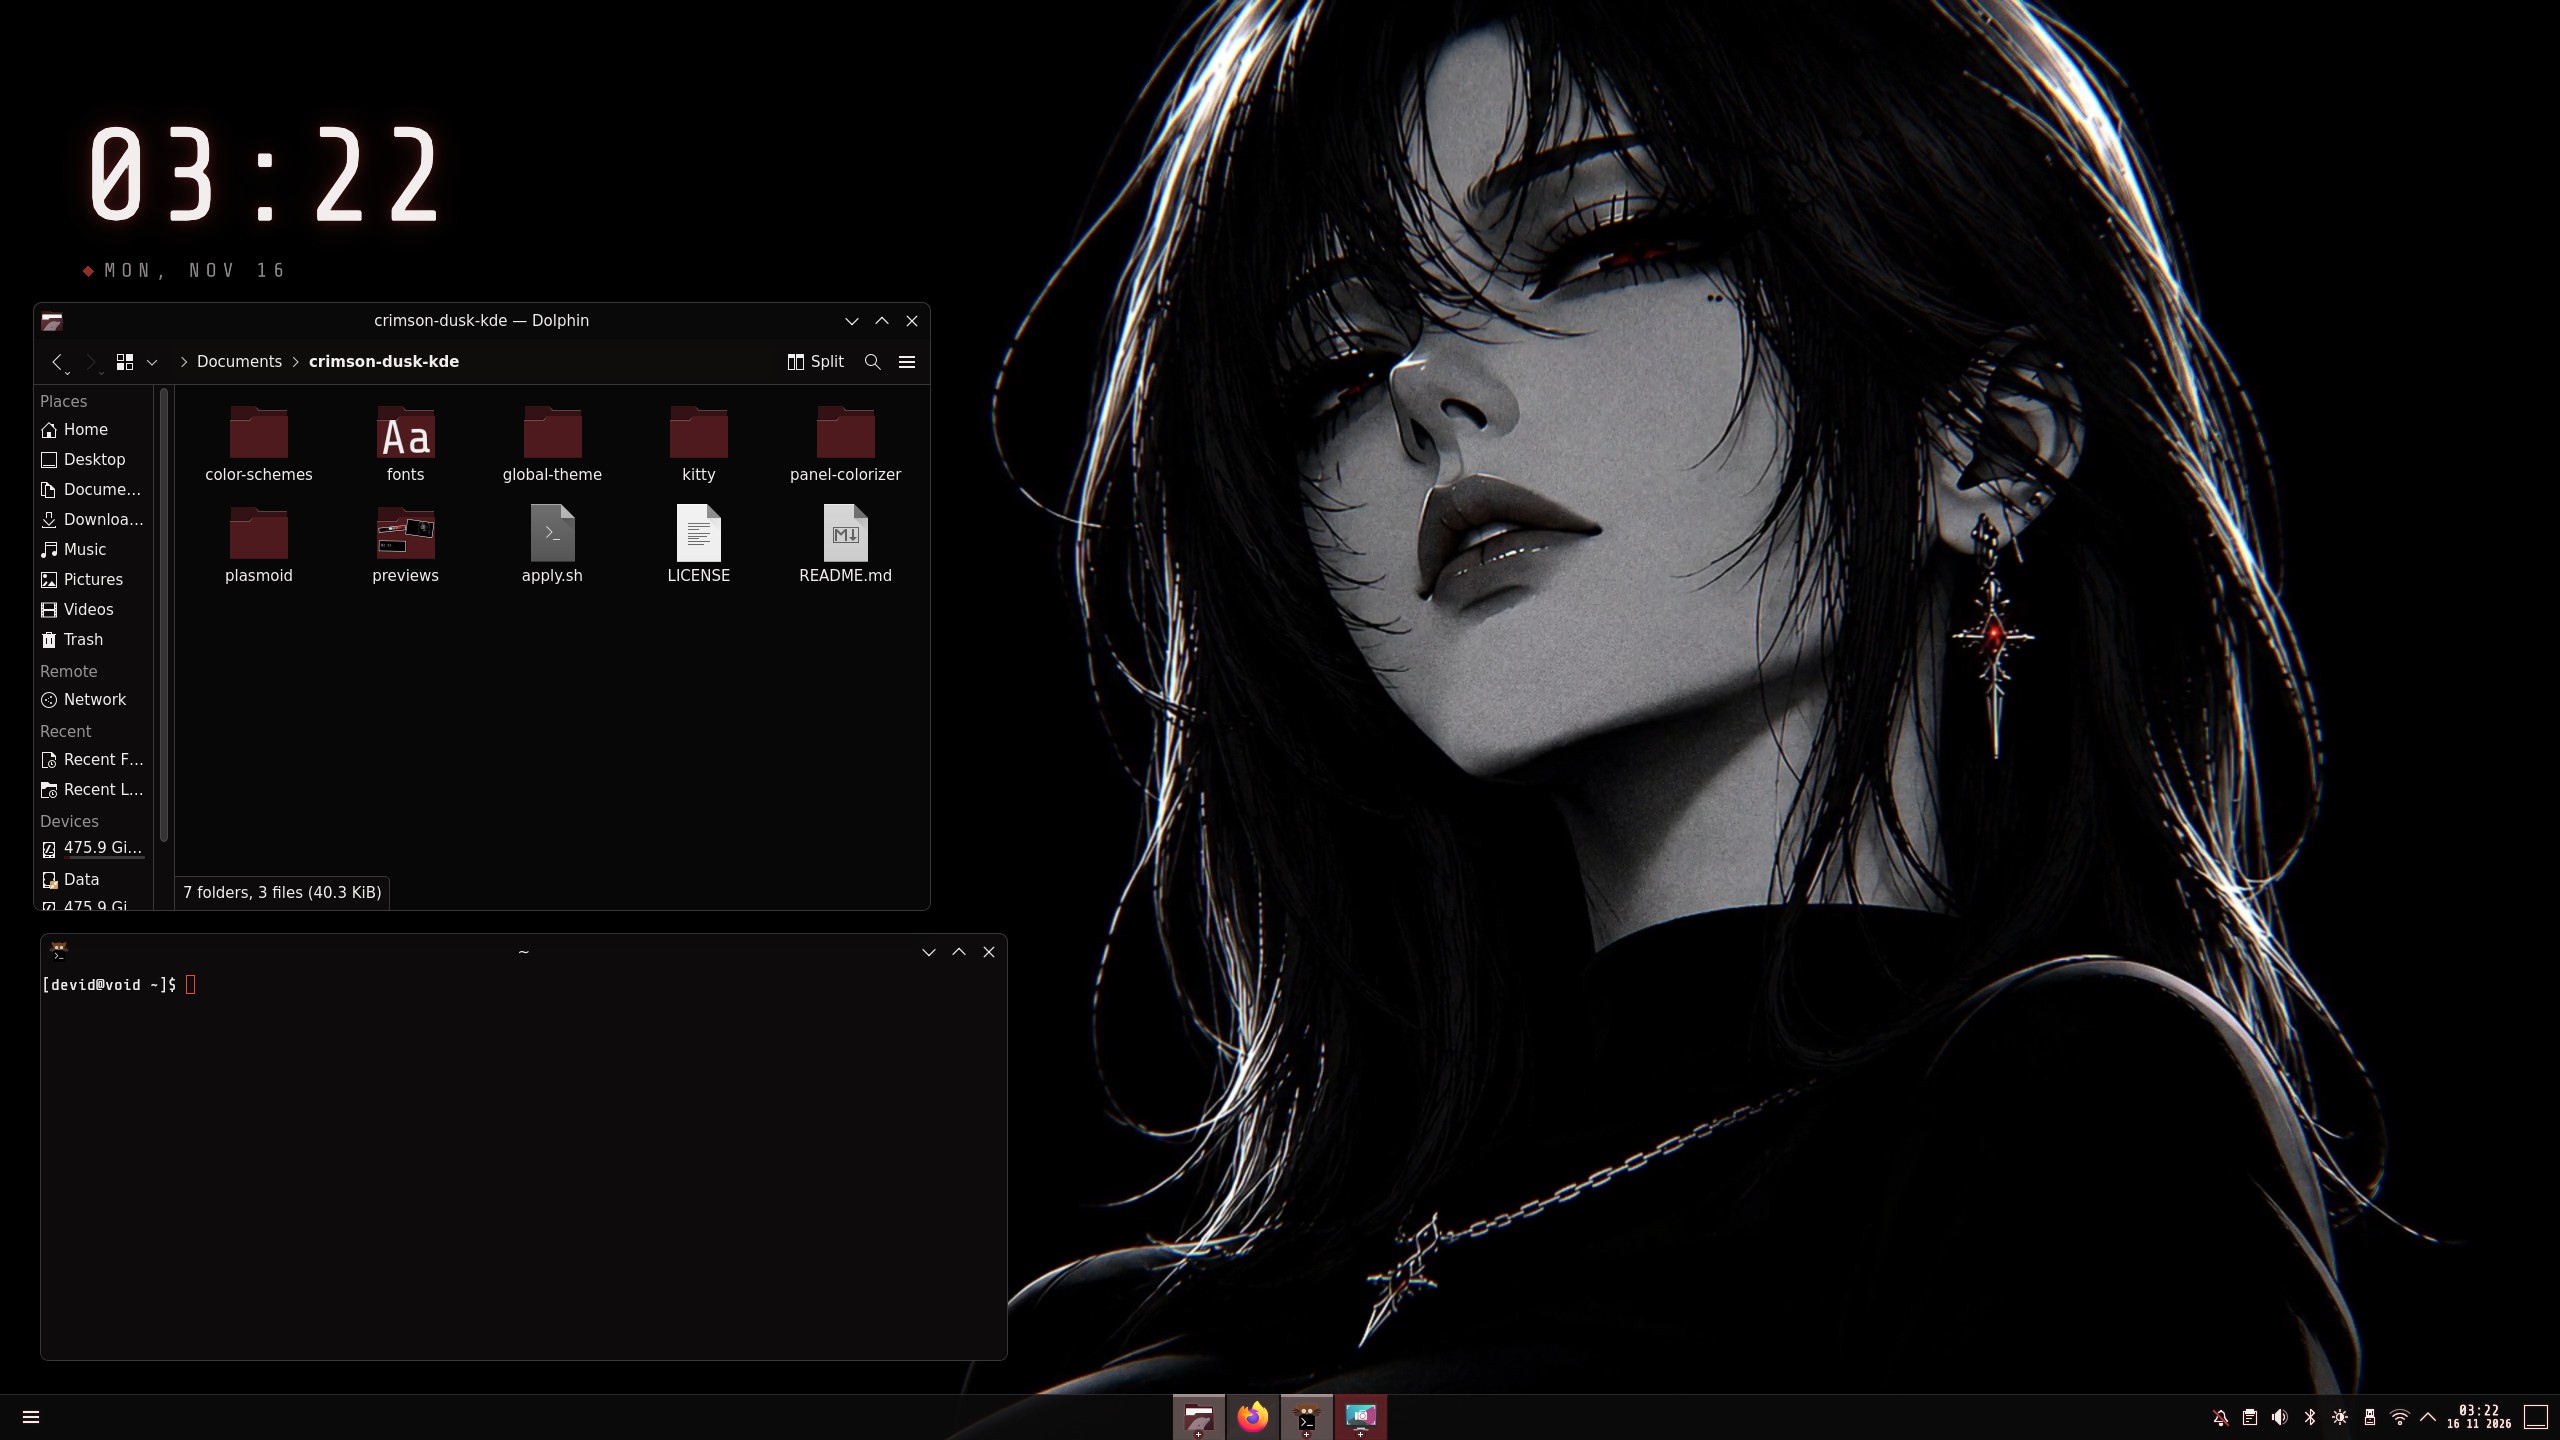 03:22
MON, NOV 16
crimson-dusk-kde — Dolphin
Documents
crimson-dusk-kde
Split
Places
Home
Desktop
Docume...
Downloa...
Music
Pictures
Videos
Trash
Remote
Network
Recent
Recent F...
Recent L...
Devices
475.9 Gi...
Data
475.9 Gi
color-schemes
Aa
fonts
global-theme
kitty
panel-colorizer
plasmoid
previews
apply.sh
LICENSE
README.md
7 folders, 3 files (40.3 KiB)
~
[devid@void ~]$
03:22
16 11 2026